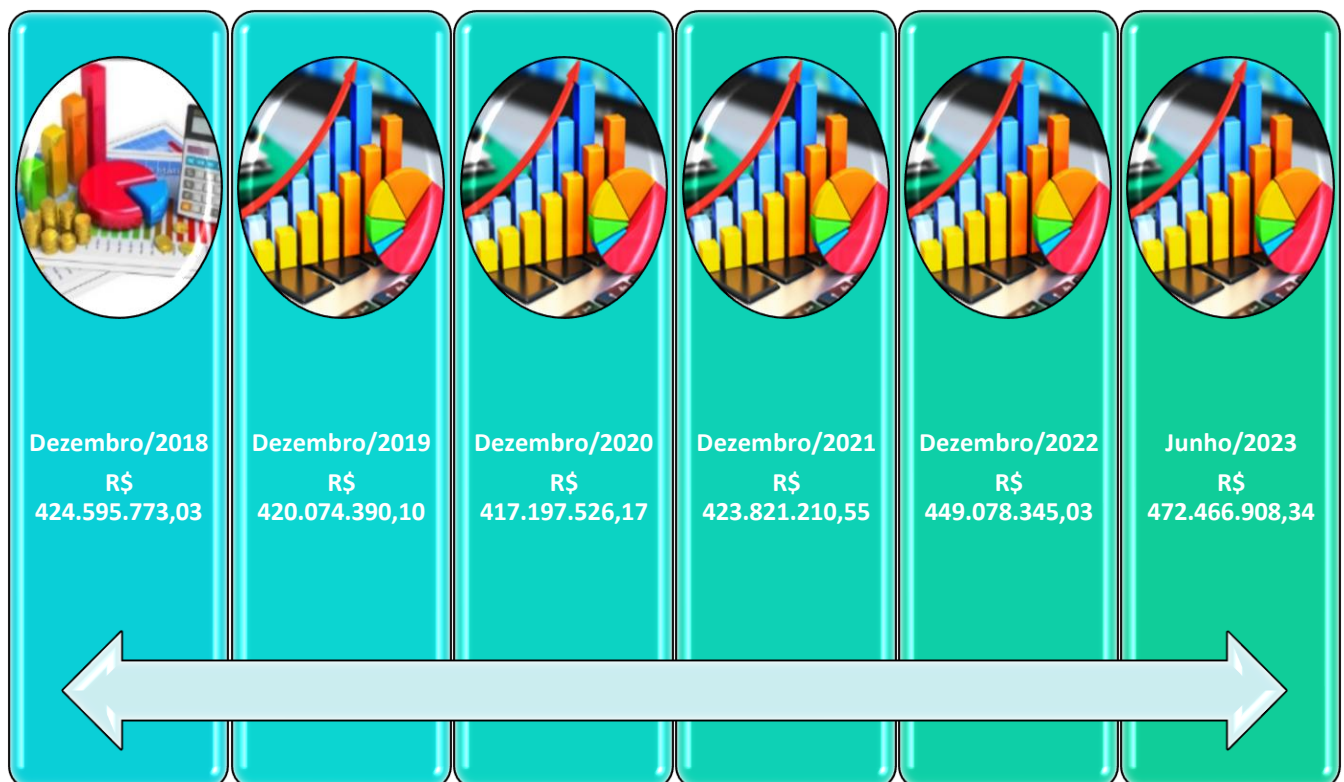 Dezembro/2018
R$
424.595.773,03
Dezembro/2019
R$
420.074.390,10
Dezembro/2020
R$
417.197.526,17
Dezembro/2021
R$
423.821.210,55
Dezembro/2022
R$
449.078.345,03
Junho/2023
R$
472.466.908,34